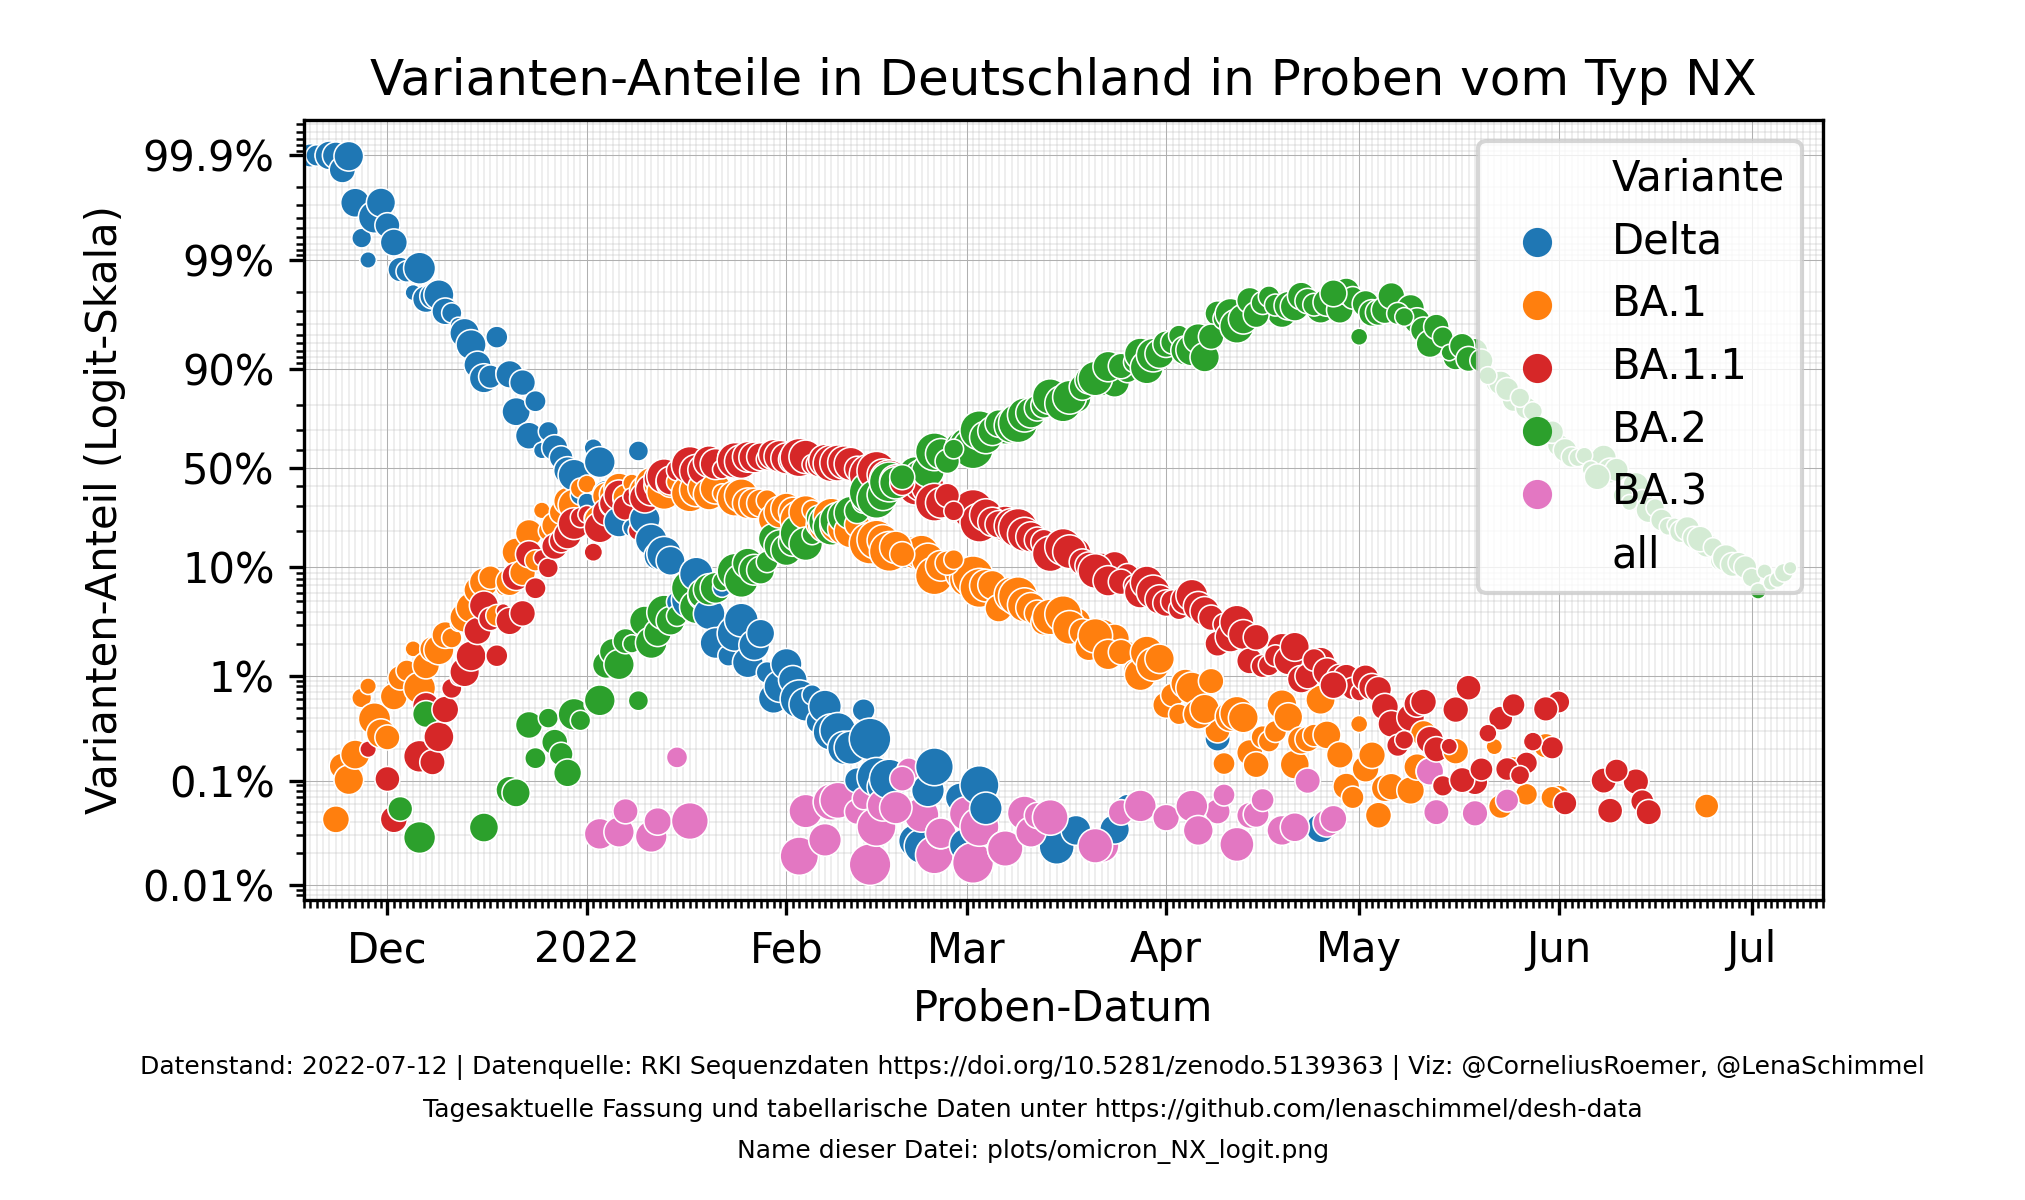 Varianten-Anteile in Deutschland in Proben vom Typ NX
Varianten-Anteil (Logit-Skala)
99.9%
99%
90%
50%
10%
1%
0.1%
0.01%
Variante
Delta
BA.1
BA.1.1
BA.2
BA.3
all
Dec 2022 Feb Mar Apr May Jun Jul
Proben-Datum
Datenstand: 2022-07-12 | Datenquelle: RKI Sequenzdaten https://doi.org/10.5281/zenodo.5139363 | Viz: @CorneliusRoemer, @LenaSchimmel
Tagesaktuelle Fassung und tabellarische Daten unter https://github.com/lenaschimmel/desh-data
Name dieser Datei: plots/omicron_NX_logit.png